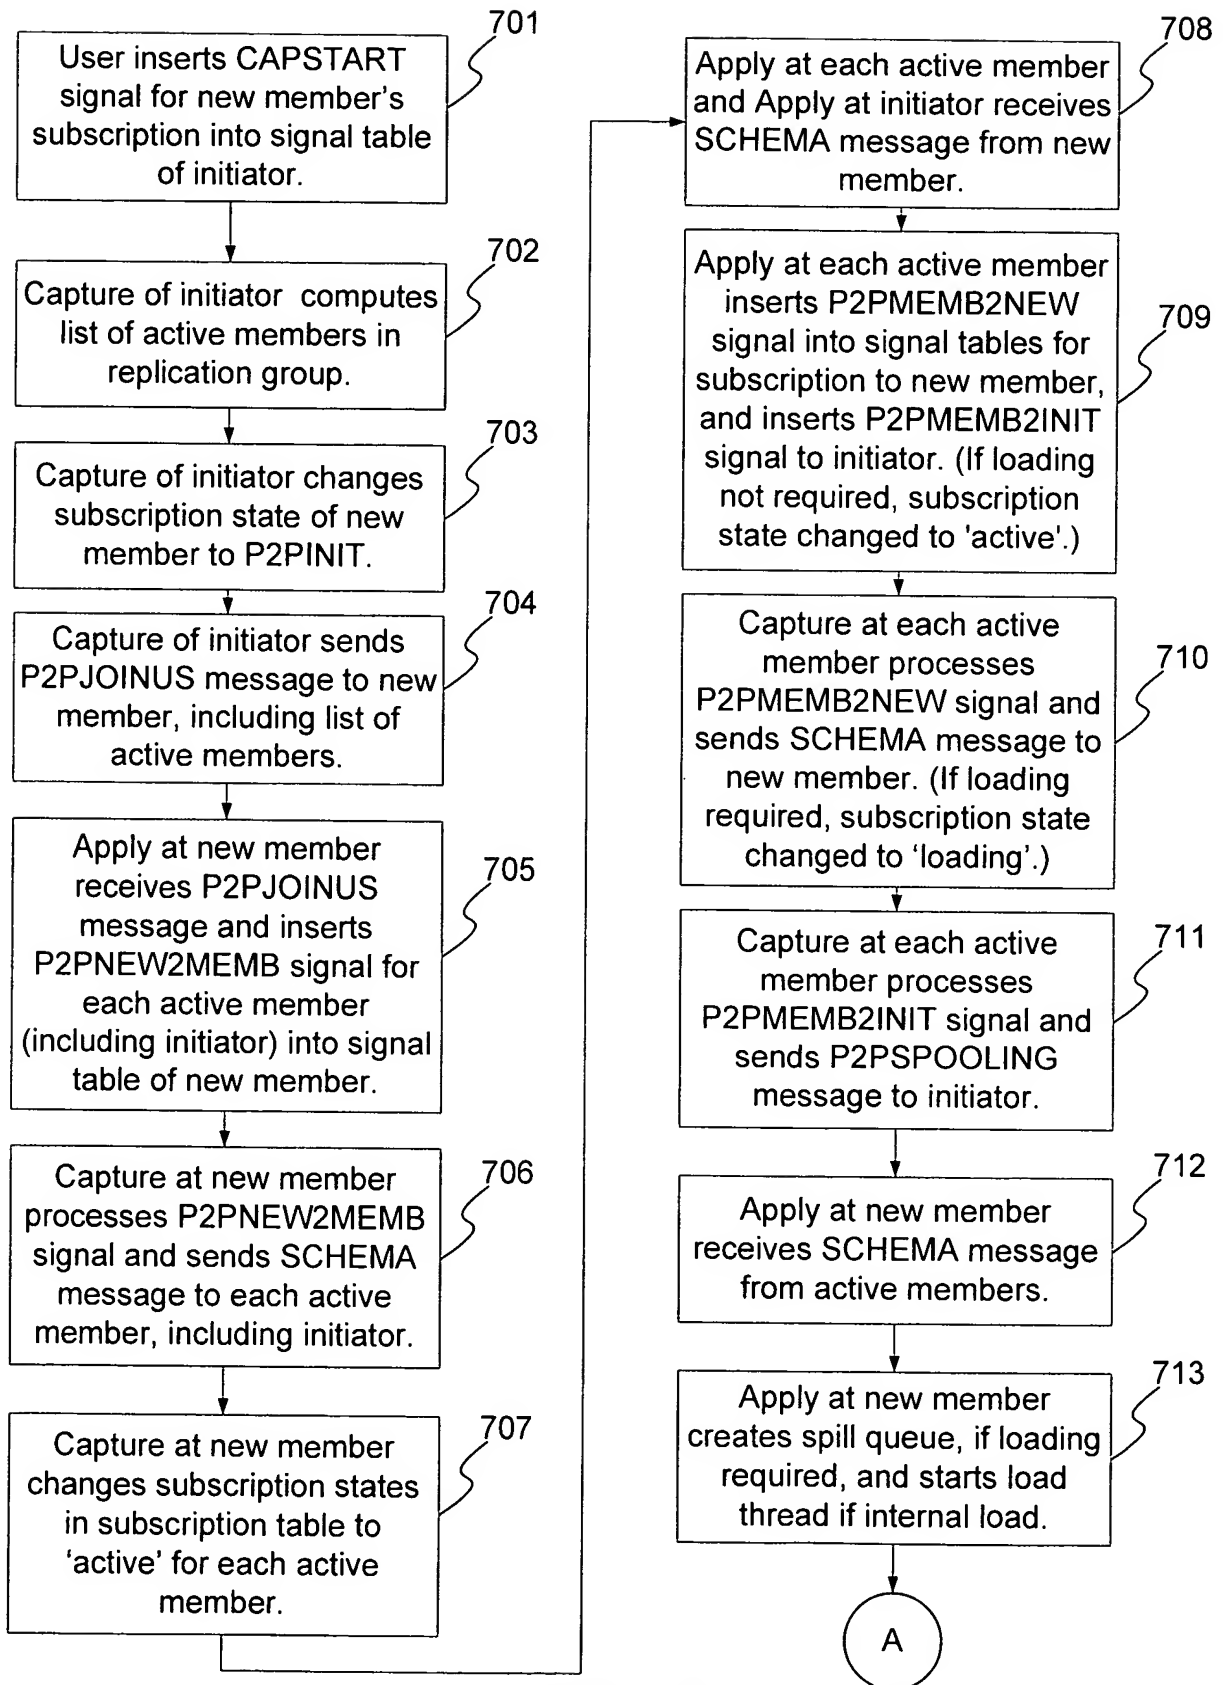 701
User inserts CAPSTART
signal for new member's
subscription into signal table
of initiator.
702
Capture of initiator computes
list of active members in
replication group.
703
Capture of initiator changes
subscription state of new
member to P2PINIT.
704
Capture of initiator sends
P2PJOINUS message to new
member, including list of
active members.
705
Apply at new member
receives P2PJOINUS
message and inserts
P2PNEW2MEMB signal for
each active member
(including initiator) into signal
table of new member.
706
Capture at new member
processes P2PNEW2MEMB
signal and sends SCHEMA
message to each active
member, including initiator.
707
Capture at new member
changes subscription states
in subscription table to
‘active’ for each active
member.
708
Apply at each active member
and Apply at initiator receives
SCHEMA message from new
member.
709
Apply at each active member
inserts P2PMEMB2NEW
signal into signal tables for
subscription to new member,
and inserts P2PMEMB2INIT
signal to initiator. (If loading
not required, subscription
state changed to 'active'.)
710
Capture at each active
member processes
P2PMEMB2NEW signal and
sends SCHEMA message to
new member. (If loading
required, subscription state
changed to ‘loading’.)
711
Capture at each active
member processes
P2PMEMB2INIT signal and
sends P2PSPOOLING
message to initiator.
712
Apply at new member
receives SCHEMA message
from active members.
713
Apply at new member
creates spill queue, if loading
required, and starts load
thread if internal load.
A